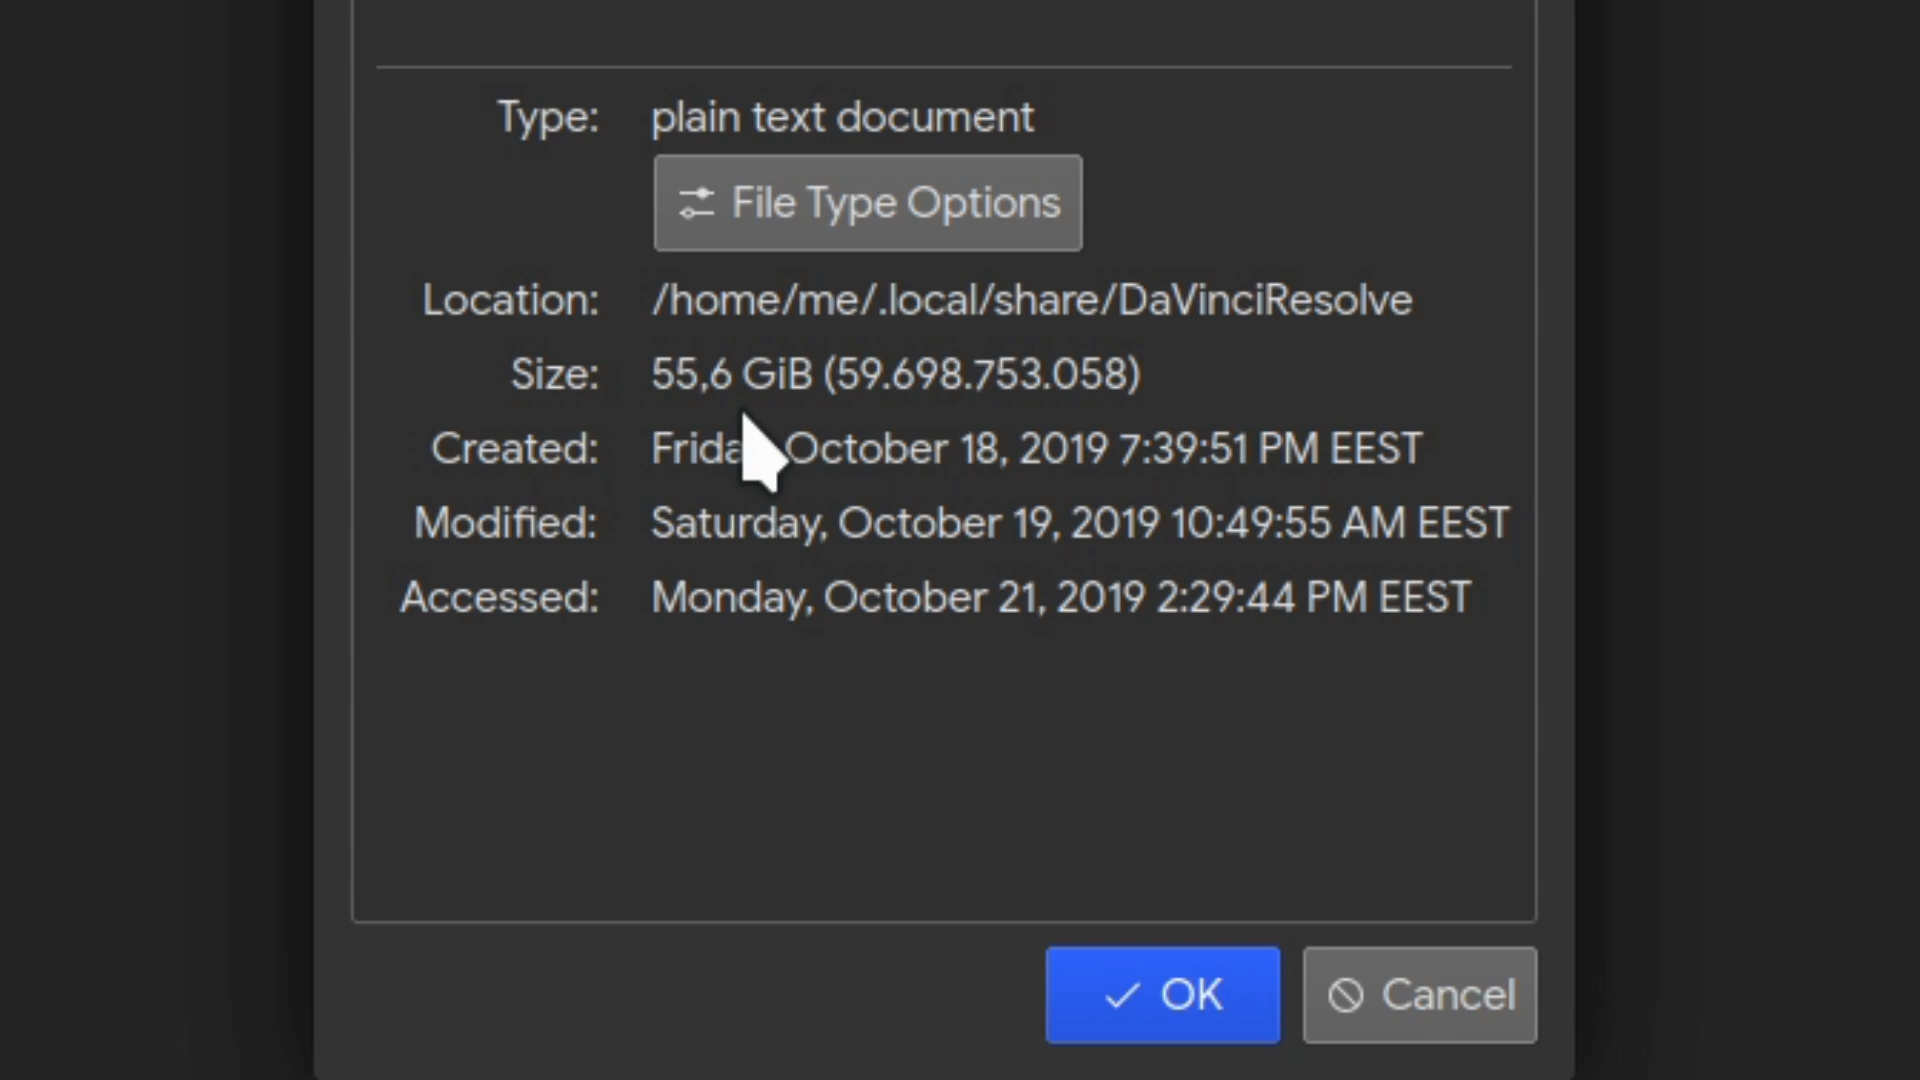 Type: plain text document
File Type Options
Location: /home/me/.local/share/DaVinciResolve
Size: 55,6 GiB (59.698.753.058)
Created: October 18, 2019 7:39:51 PM EEST
Modified: Saturday, October 19, 2019 10:49:55 AM EEST
Accessed: Monday, October 21, 2019 2:29:44 PM EEST
OK
Cancel